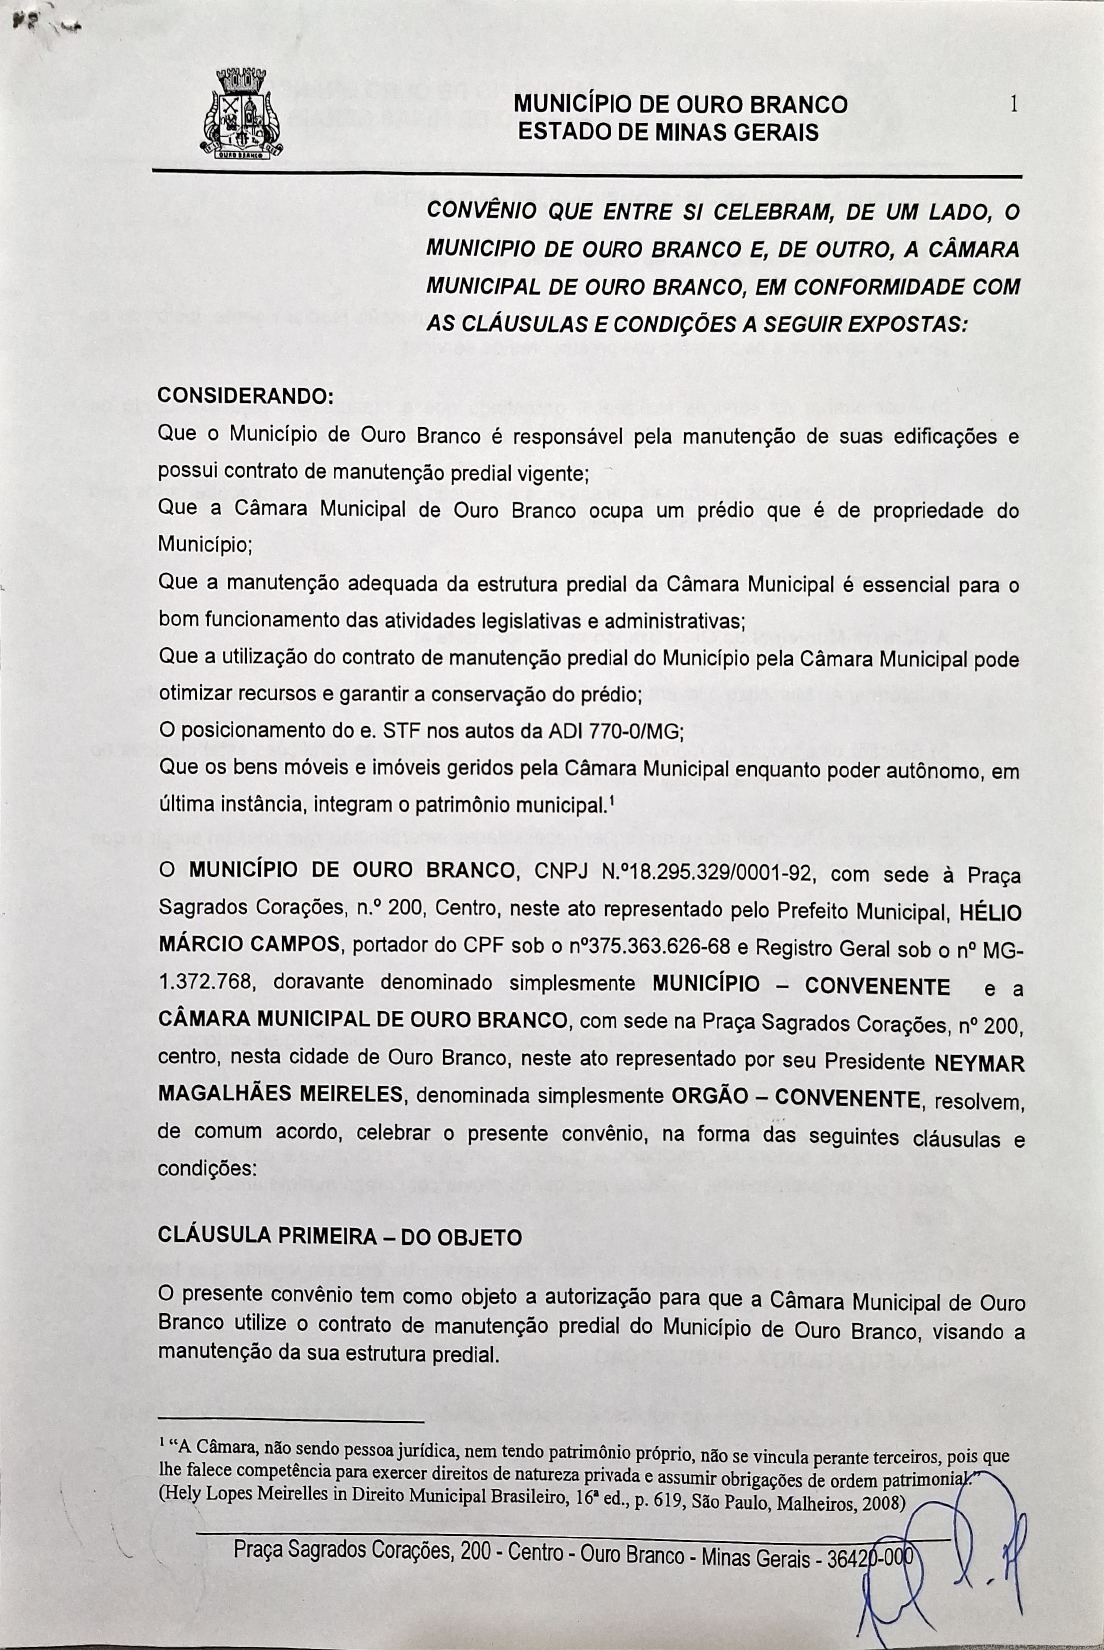 OURO BRANCO
MUNICÍPIO DE OURO BRANCO
ESTADO DE MINAS GERAIS
1
CONVÊNIO QUE ENTRE SI CELEBRAM, DE UM LADO, O
MUNICIPIO DE OURO BRANCO E, DE OUTRO, A CÂMARA
MUNICIPAL DE OURO BRANCO, EM CONFORMIDADE COM
AS CLÁUSULAS E CONDIÇÕES A SEGUIR EXPOSTAS:
CONSIDERANDO:
Que o Município de Ouro Branco é responsável pela manutenção de suas edificações e
possui contrato de manutenção predial vigente;
Que a Câmara Municipal de Ouro Branco ocupa um prédio que é de propriedade do
Município;
Que a manutenção adequada da estrutura predial da Câmara Municipal é essencial para o
bom funcionamento das atividades legislativas e administrativas;
Que a utilização do contrato de manutenção predial do Município pela Câmara Municipal pode
otimizar recursos e garantir a conservação do prédio;
O posicionamento do e. STF nos autos da ADI 770-0/MG;
Que os bens móveis e imóveis geridos pela Câmara Municipal enquanto poder autônomo, em
última instância, integram o patrimônio municipal.¹
O MUNICÍPIO DE OURO BRANCO, CNPJ N.º18.295.329/0001-92, com sede à Praça
Sagrados Corações, n.º 200, Centro, neste ato representado pelo Prefeito Municipal, HÉLIO
MÁRCIO CAMPOS, portador do CPF sob o nº375.363.626-68 e Registro Geral sob o nº MG-
1.372.768, doravante denominado simplesmente MUNICÍPIO – CONVENENTE e a
CÂMARA MUNICIPAL DE OURO BRANCO, com sede na Praça Sagrados Corações, nº 200,
centro, nesta cidade de Ouro Branco, neste ato representado por seu Presidente NEYMAR
MAGALHÃES MEIRELES, denominada simplesmente ORGÃO – CONVENENTE, resolvem,
de comum acordo, celebrar o presente convênio, na forma das seguintes cláusulas e
condições:
CLÁUSULA PRIMEIRA – DO OBJETO
O presente convênio tem como objeto a autorização para que a Câmara Municipal de Ouro
Branco utilize o contrato de manutenção predial do Município de Ouro Branco, visando a
manutenção da sua estrutura predial.
¹ “A Câmara, não sendo pessoa jurídica, nem tendo patrimônio próprio, não se vincula perante terceiros, pois que
lhe falece competência para exercer direitos de natureza privada e assumir obrigações de ordem patrimonial.”
(Hely Lopes Meirelles in Direito Municipal Brasileiro, 16ª ed., p. 619, São Paulo, Malheiros, 2008)
Praça Sagrados Corações, 200 - Centro - Ouro Branco - Minas Gerais - 36420-000